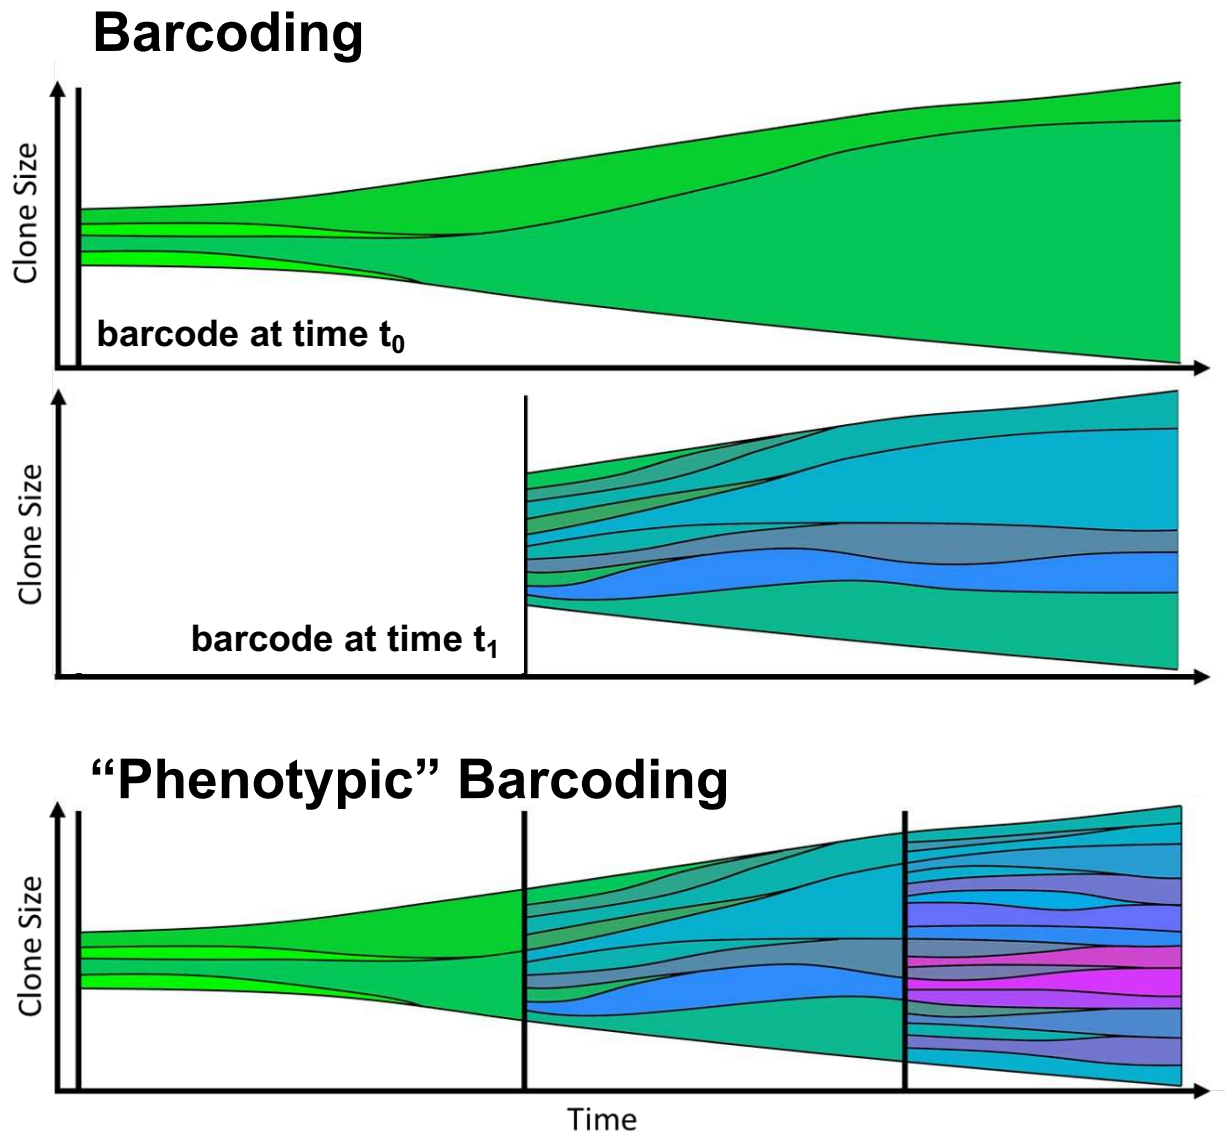 Barcoding
Clone Size
barcode at time t₀
Clone Size
barcode at time t₁
“Phenotypic” Barcoding
Clone Size
Time